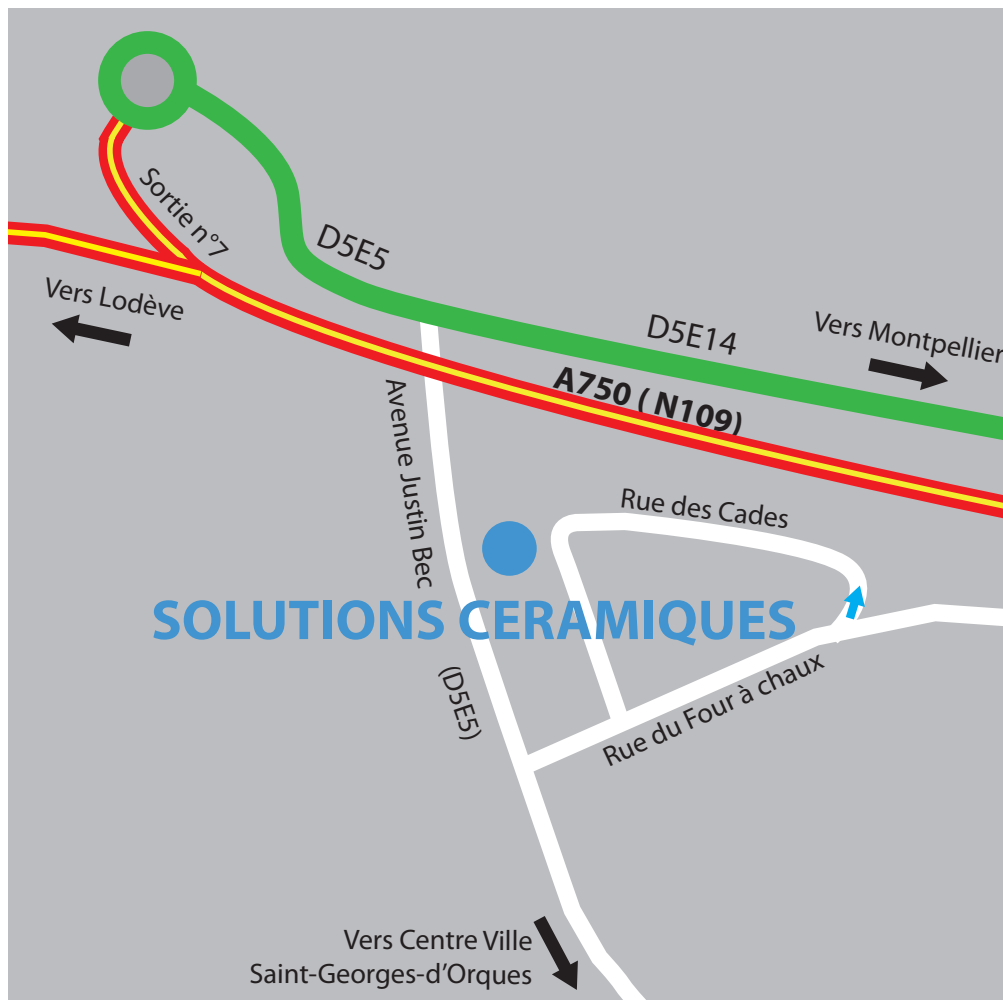 Sortie n°7
D5E5
Vers Lodève
D5E14
Vers Montpellier
A750 ( N109)
Avenue Justin Bec
Rue des Cades
SOLUTIONS CERAMIQUES
(D5E5)
Rue du Four à chaux
Vers Centre Ville
Saint-Georges-d'Orques